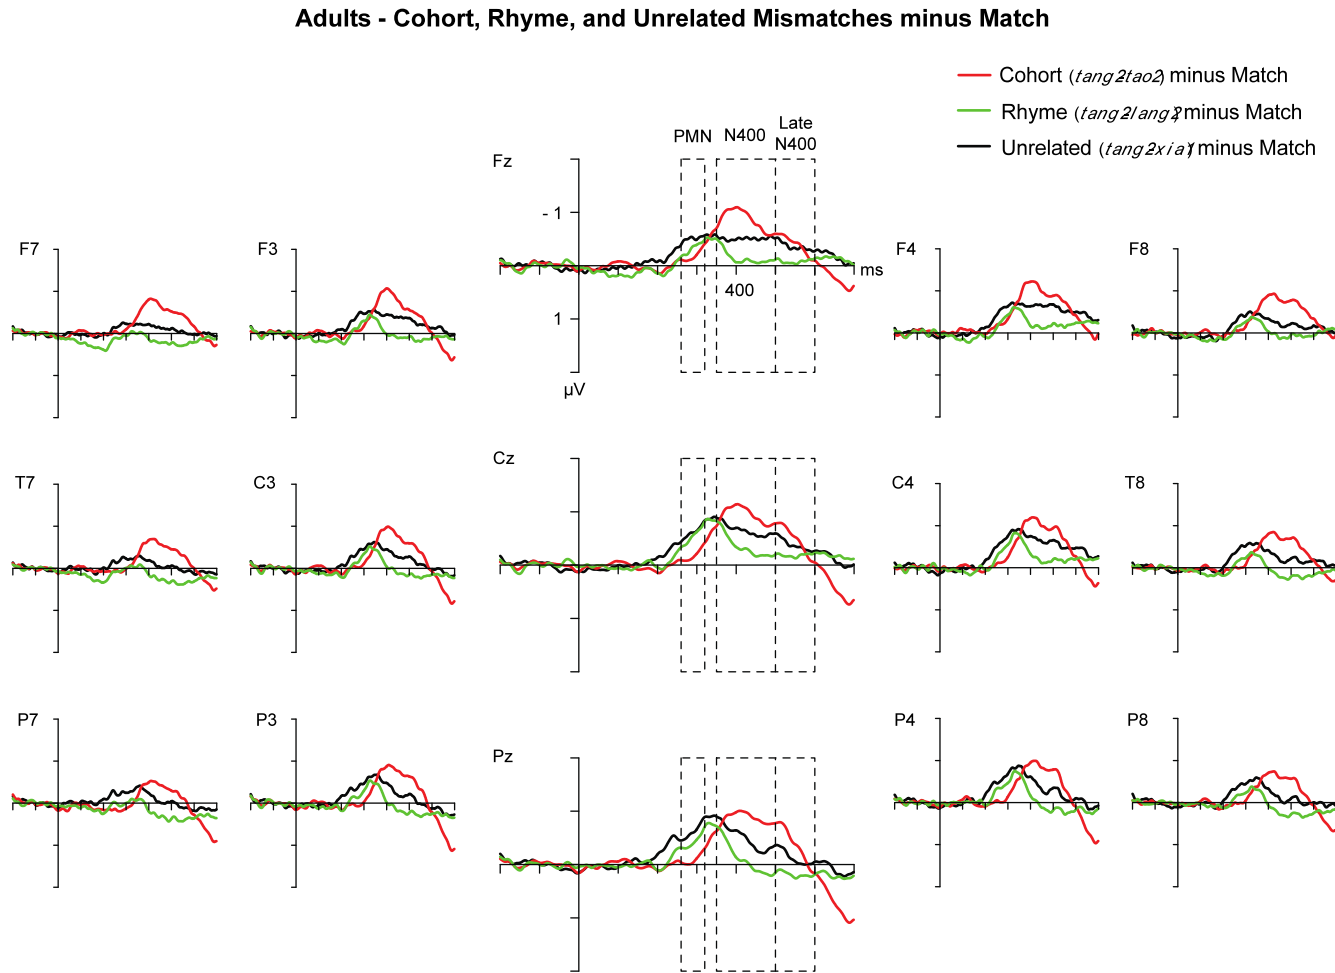 Adults - Cohort, Rhyme, and Unrelated Mismatches minus Match
Cohort (tang2tao2) minus Match
Rhyme (tang2lang2) minus Match
Unrelated (tang2xia1) minus Match
PMN N400 Late N400
Fz
- 1
ms
400
1
µV
F7 F3 F4 F8
Cz
T7 C3 C4 T8
Pz
P7 P3 P4 P8